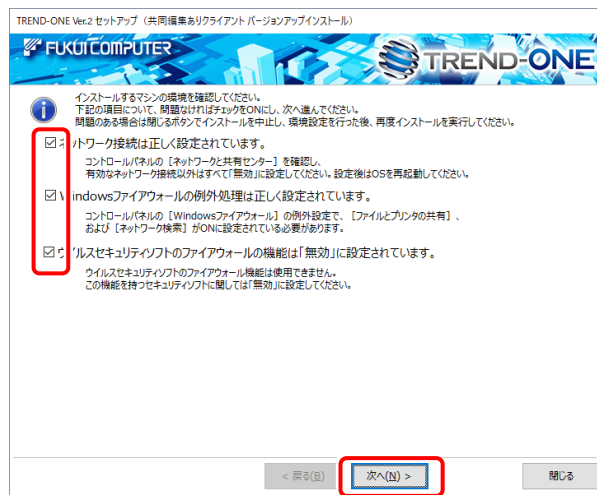 TREND-ONE Ver.2 セットアップ（共同編集ありクライアント バージョンアップインストール）
FUKUI COMPUTER
TREND-ONE
インストールするマシンの環境を確認してください。
下記の項目について、問題なければチェックをONにし、次へ進んでください。
問題のある場合は閉じるボタンでインストールを中止し、環境設定を行った後、再度インストールを実行してください。
ネットワーク接続は正しく設定されています。
コントロールパネルの［ネットワークと共有センター］を確認し、
有効なネットワーク接続以外はすべて「無効」に設定してください。設定後はOSを再起動してください。
Windowsファイアウォールの例外処理は正しく設定されています。
コントロールパネルの［Windowsファイアウォール］の例外設定で、［ファイルとプリンタの共有］、
および［ネットワーク検索］がONに設定されている必要があります。
ウイルスセキュリティソフトのファイアウォールの機能は「無効」に設定されています。
ウイルスセキュリティソフトのファイアウォール機能は使用できません。
この機能を持つセキュリティソフトに関しては「無効」に設定してください。
< 戻る(B) 次へ(N) > 閉じる